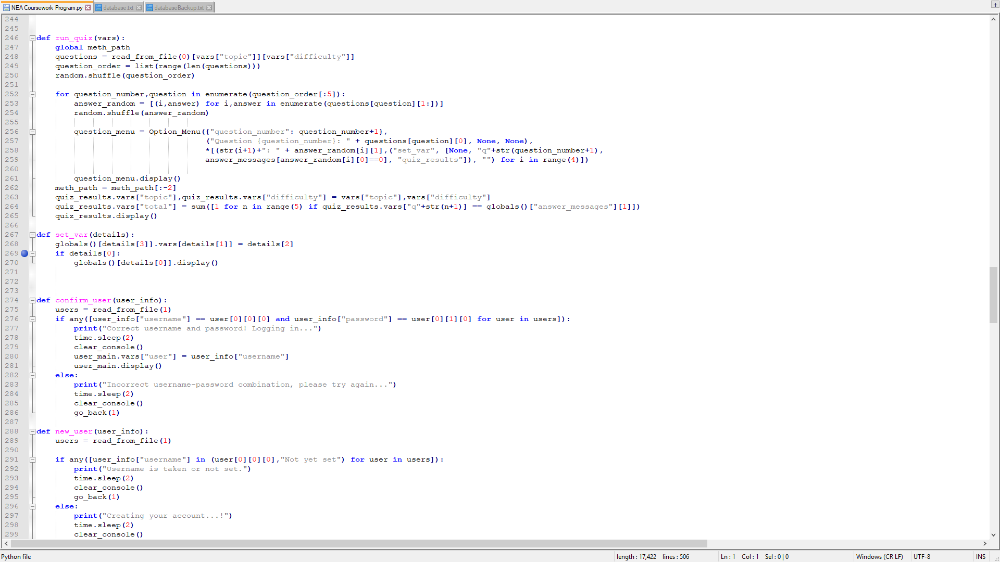 NEA Coursework Program.py database.txt databaseBackup.txt
244
245
246 def run_quiz(vars):
247     global meth_path
248     questions = read_from_file(0)[vars["topic"]][vars["difficulty"]]
249     question_order = list(range(len(questions)))
250     random.shuffle(question_order)
251
252     for question_number,question in enumerate(question_order[:5]):
253         answer_random = [(i,answer) for i,answer in enumerate(questions[question][1:])]
254         random.shuffle(answer_random)
255
256         question_menu = Option_Menu({"question_number": question_number+1},
257                                     ("Question {question_number}: " + questions[question][0], None, None),
258                                     *[(str(i+1)+": " + answer_random[i][1],("set_var", [None, "q"+str(question_number+1),
259                                     answer_messages[answer_random[i][0]==0], "quiz_results"]), "") for i in range(4)])
260
261         question_menu.display()
262     meth_path = meth_path[:-2]
263     quiz_results.vars["topic"],quiz_results.vars["difficulty"] = vars["topic"],vars["difficulty"]
264     quiz_results.vars["total"] = sum([1 for n in range(5) if quiz_results.vars["q"+str(n+1)] == globals()["answer_messages"][1]])
265     quiz_results.display()
266
267 def set_var(details):
268     globals()[details[3]].vars[details[1]] = details[2]
269     if details[0]:
270         globals()[details[0]].display()
271
272
273
274 def confirm_user(user_info):
275     users = read_from_file(1)
276     if any([user_info["username"] == user[0][0][0] and user_info["password"] == user[0][1][0] for user in users]):
277         print("Correct username and password! Logging in...")
278         time.sleep(2)
279         clear_console()
280         user_main.vars["user"] = user_info["username"]
281         user_main.display()
282     else:
283         print("Incorrect username-password combination, please try again...")
284         time.sleep(2)
285         clear_console()
286         go_back(1)
287
288 def new_user(user_info):
289     users = read_from_file(1)
290
291     if any([user_info["username"] in (user[0][0][0],"Not yet set") for user in users]):
292         print("Username is taken or not set.")
293         time.sleep(2)
294         clear_console()
295         go_back(1)
296     else:
297         print("Creating your account...!")
298         time.sleep(2)
299         clear_console()
Python file length : 17,422 lines : 506 Ln : 1 Col : 1 Sel : 0 | 0 Windows (CR LF) UTF-8 INS